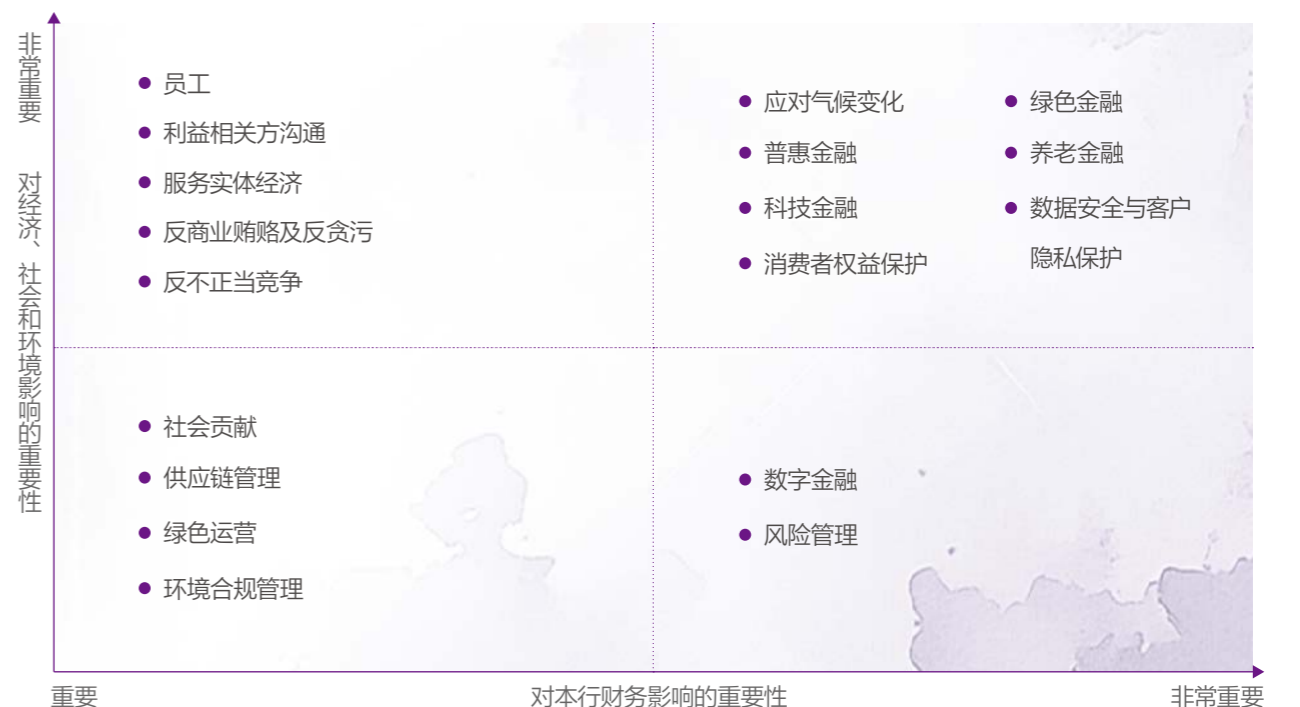 非常重要
对经济、社会和环境影响的重要性
员工
利益相关方沟通
服务实体经济
反商业贿赂及反贪污
反不正当竞争
应对气候变化
普惠金融
科技金融
消费者权益保护
绿色金融
养老金融
数据安全与客户
隐私保护
社会贡献
供应链管理
绿色运营
环境合规管理
数字金融
风险管理
重要
对本行财务影响的重要性
非常重要